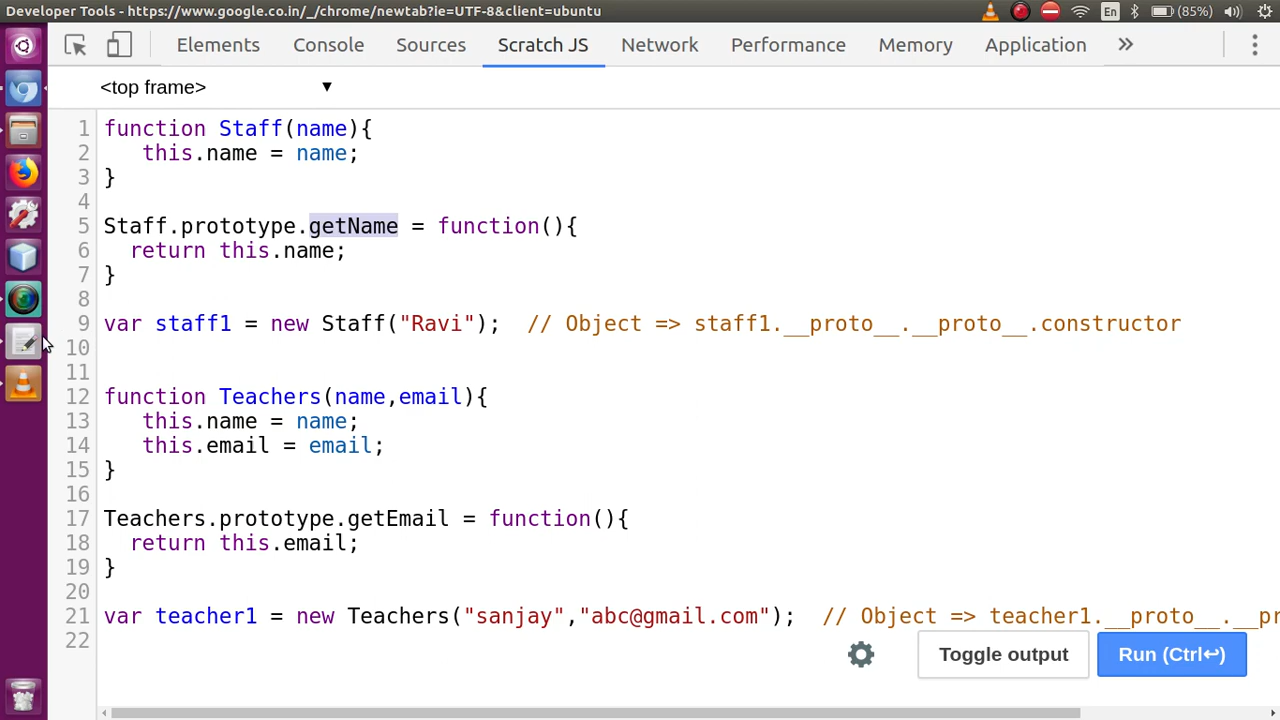 Developer Tools - https://www.google.co.in/_/chrome/newtab?ie=UTF-8&client=ubuntu
En
(85%)
Elements Console Sources Scratch JS Network Performance Memory Application »
<top frame> ▼
1 function Staff(name){
2 this.name = name;
3 }
4
5 Staff.prototype.getName = function(){
6 return this.name;
7 }
8
9 var staff1 = new Staff("Ravi"); // Object => staff1.__proto__.__proto__.constructor
10
11
12 function Teachers(name,email){
13 this.name = name;
14 this.email = email;
15 }
16
17 Teachers.prototype.getEmail = function(){
18 return this.email;
19 }
20
21 var teacher1 = new Teachers("sanjay","abc@gmail.com"); // Object => teacher1.__proto__.__pr
22
Toggle output
Run (Ctrl↩)